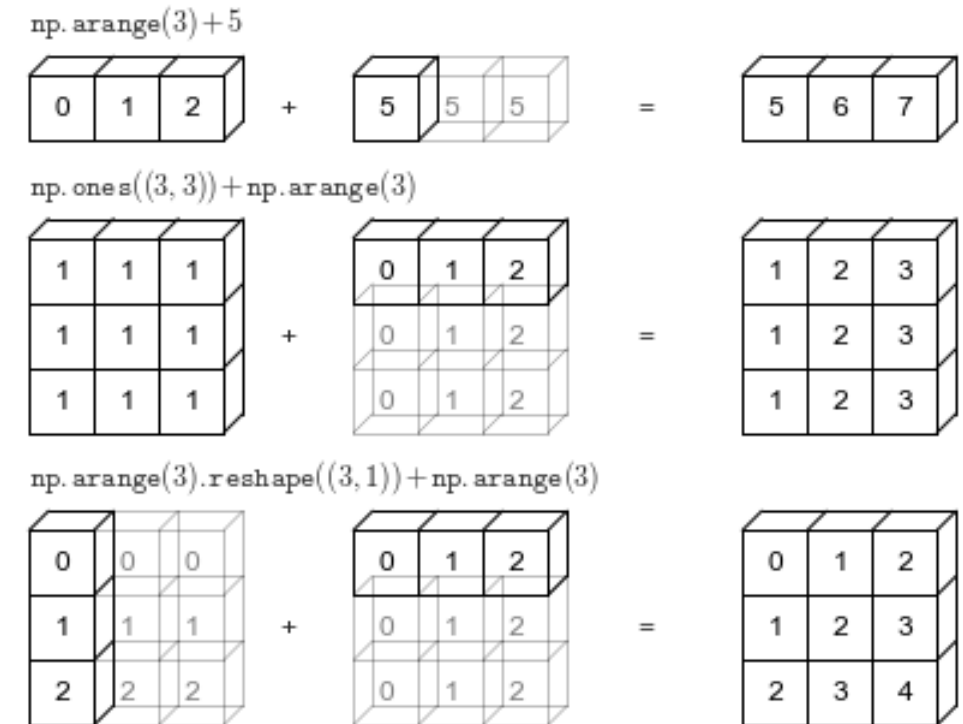 np.arange(3)+5
0 1 2 + 5 5 5 = 5 6 7
np.ones((3, 3))+np.arange(3)
1 1 1 0 1 2 1 2 3
1 1 1 + 0 1 2 = 1 2 3
1 1 1 0 1 2 1 2 3
np.arange(3).reshape((3, 1))+np.arange(3)
0 0 0 0 1 2 0 1 2
1 1 1 + 0 1 2 = 1 2 3
2 2 2 0 1 2 2 3 4